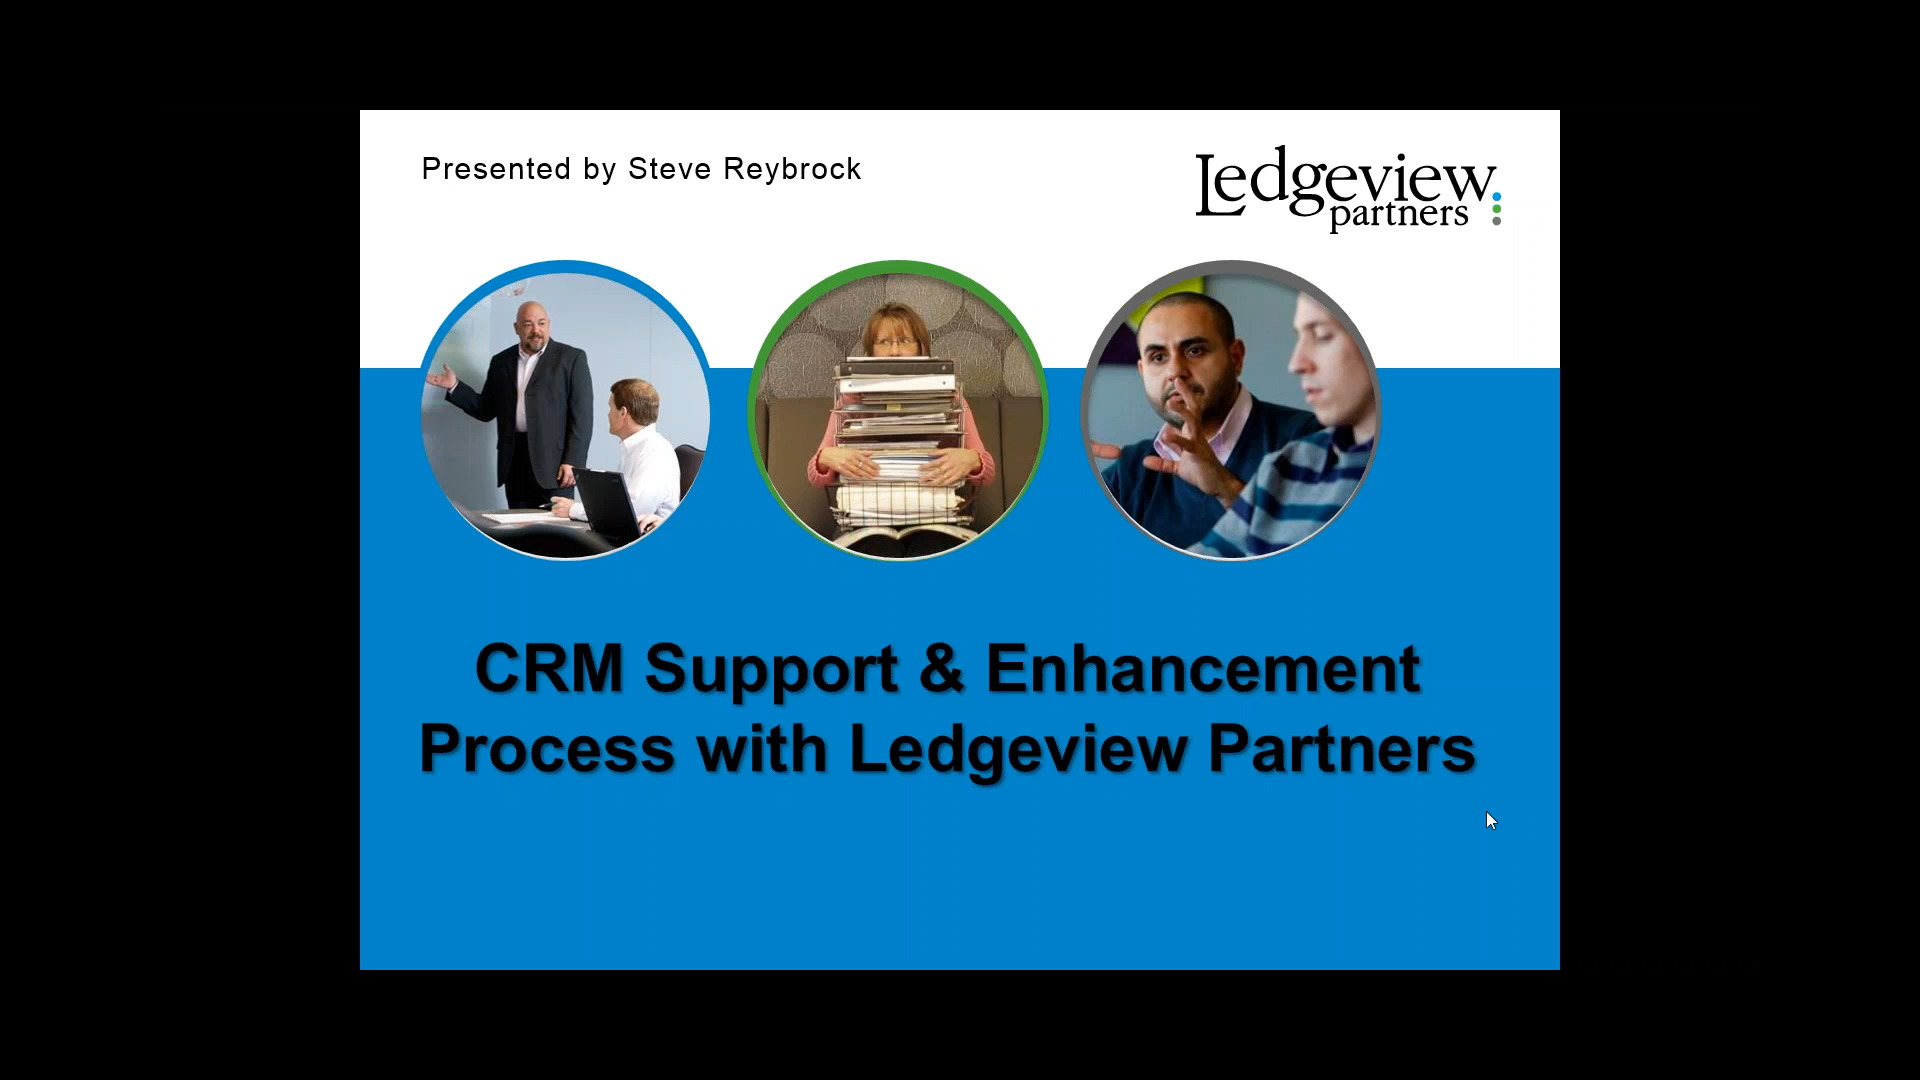 Presented by Steve Reybrock
Ledgeview
partners
CRM Support & Enhancement
Process with Ledgeview Partners